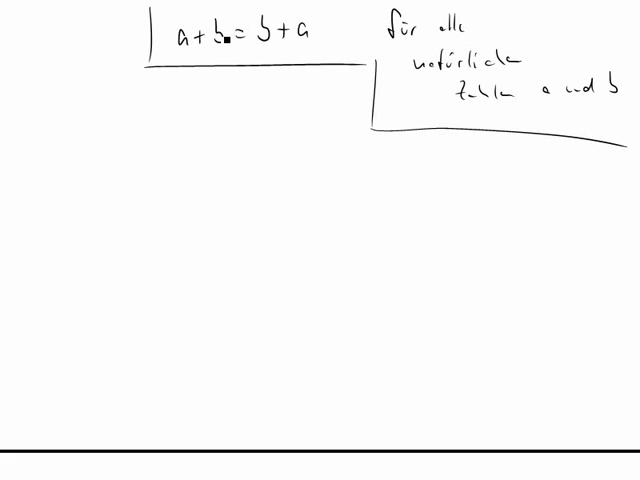 a + b = b + a
für alle
natürliche
Zahlen a und b